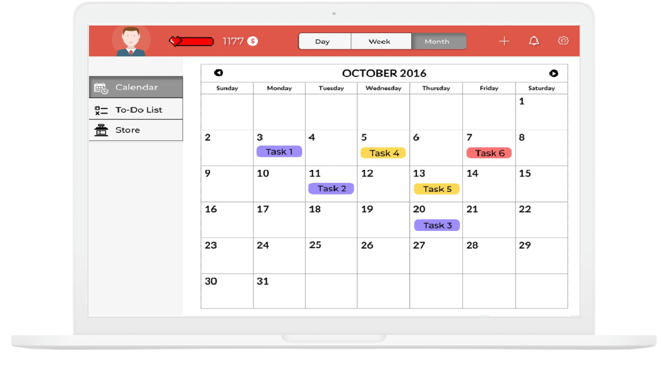 1177 $
Day Week Month
Calendar
To-Do List
Store
OCTOBER 2016
Sunday Monday Tuesday Wednesday Thursday Friday Saturday
1
2 3 4 5 6 7 8
Task 1 Task 4 Task 6
9 10 11 12 13 14 15
Task 2 Task 5
16 17 18 19 20 21 22
Task 3
23 24 25 26 27 28 29
30 31